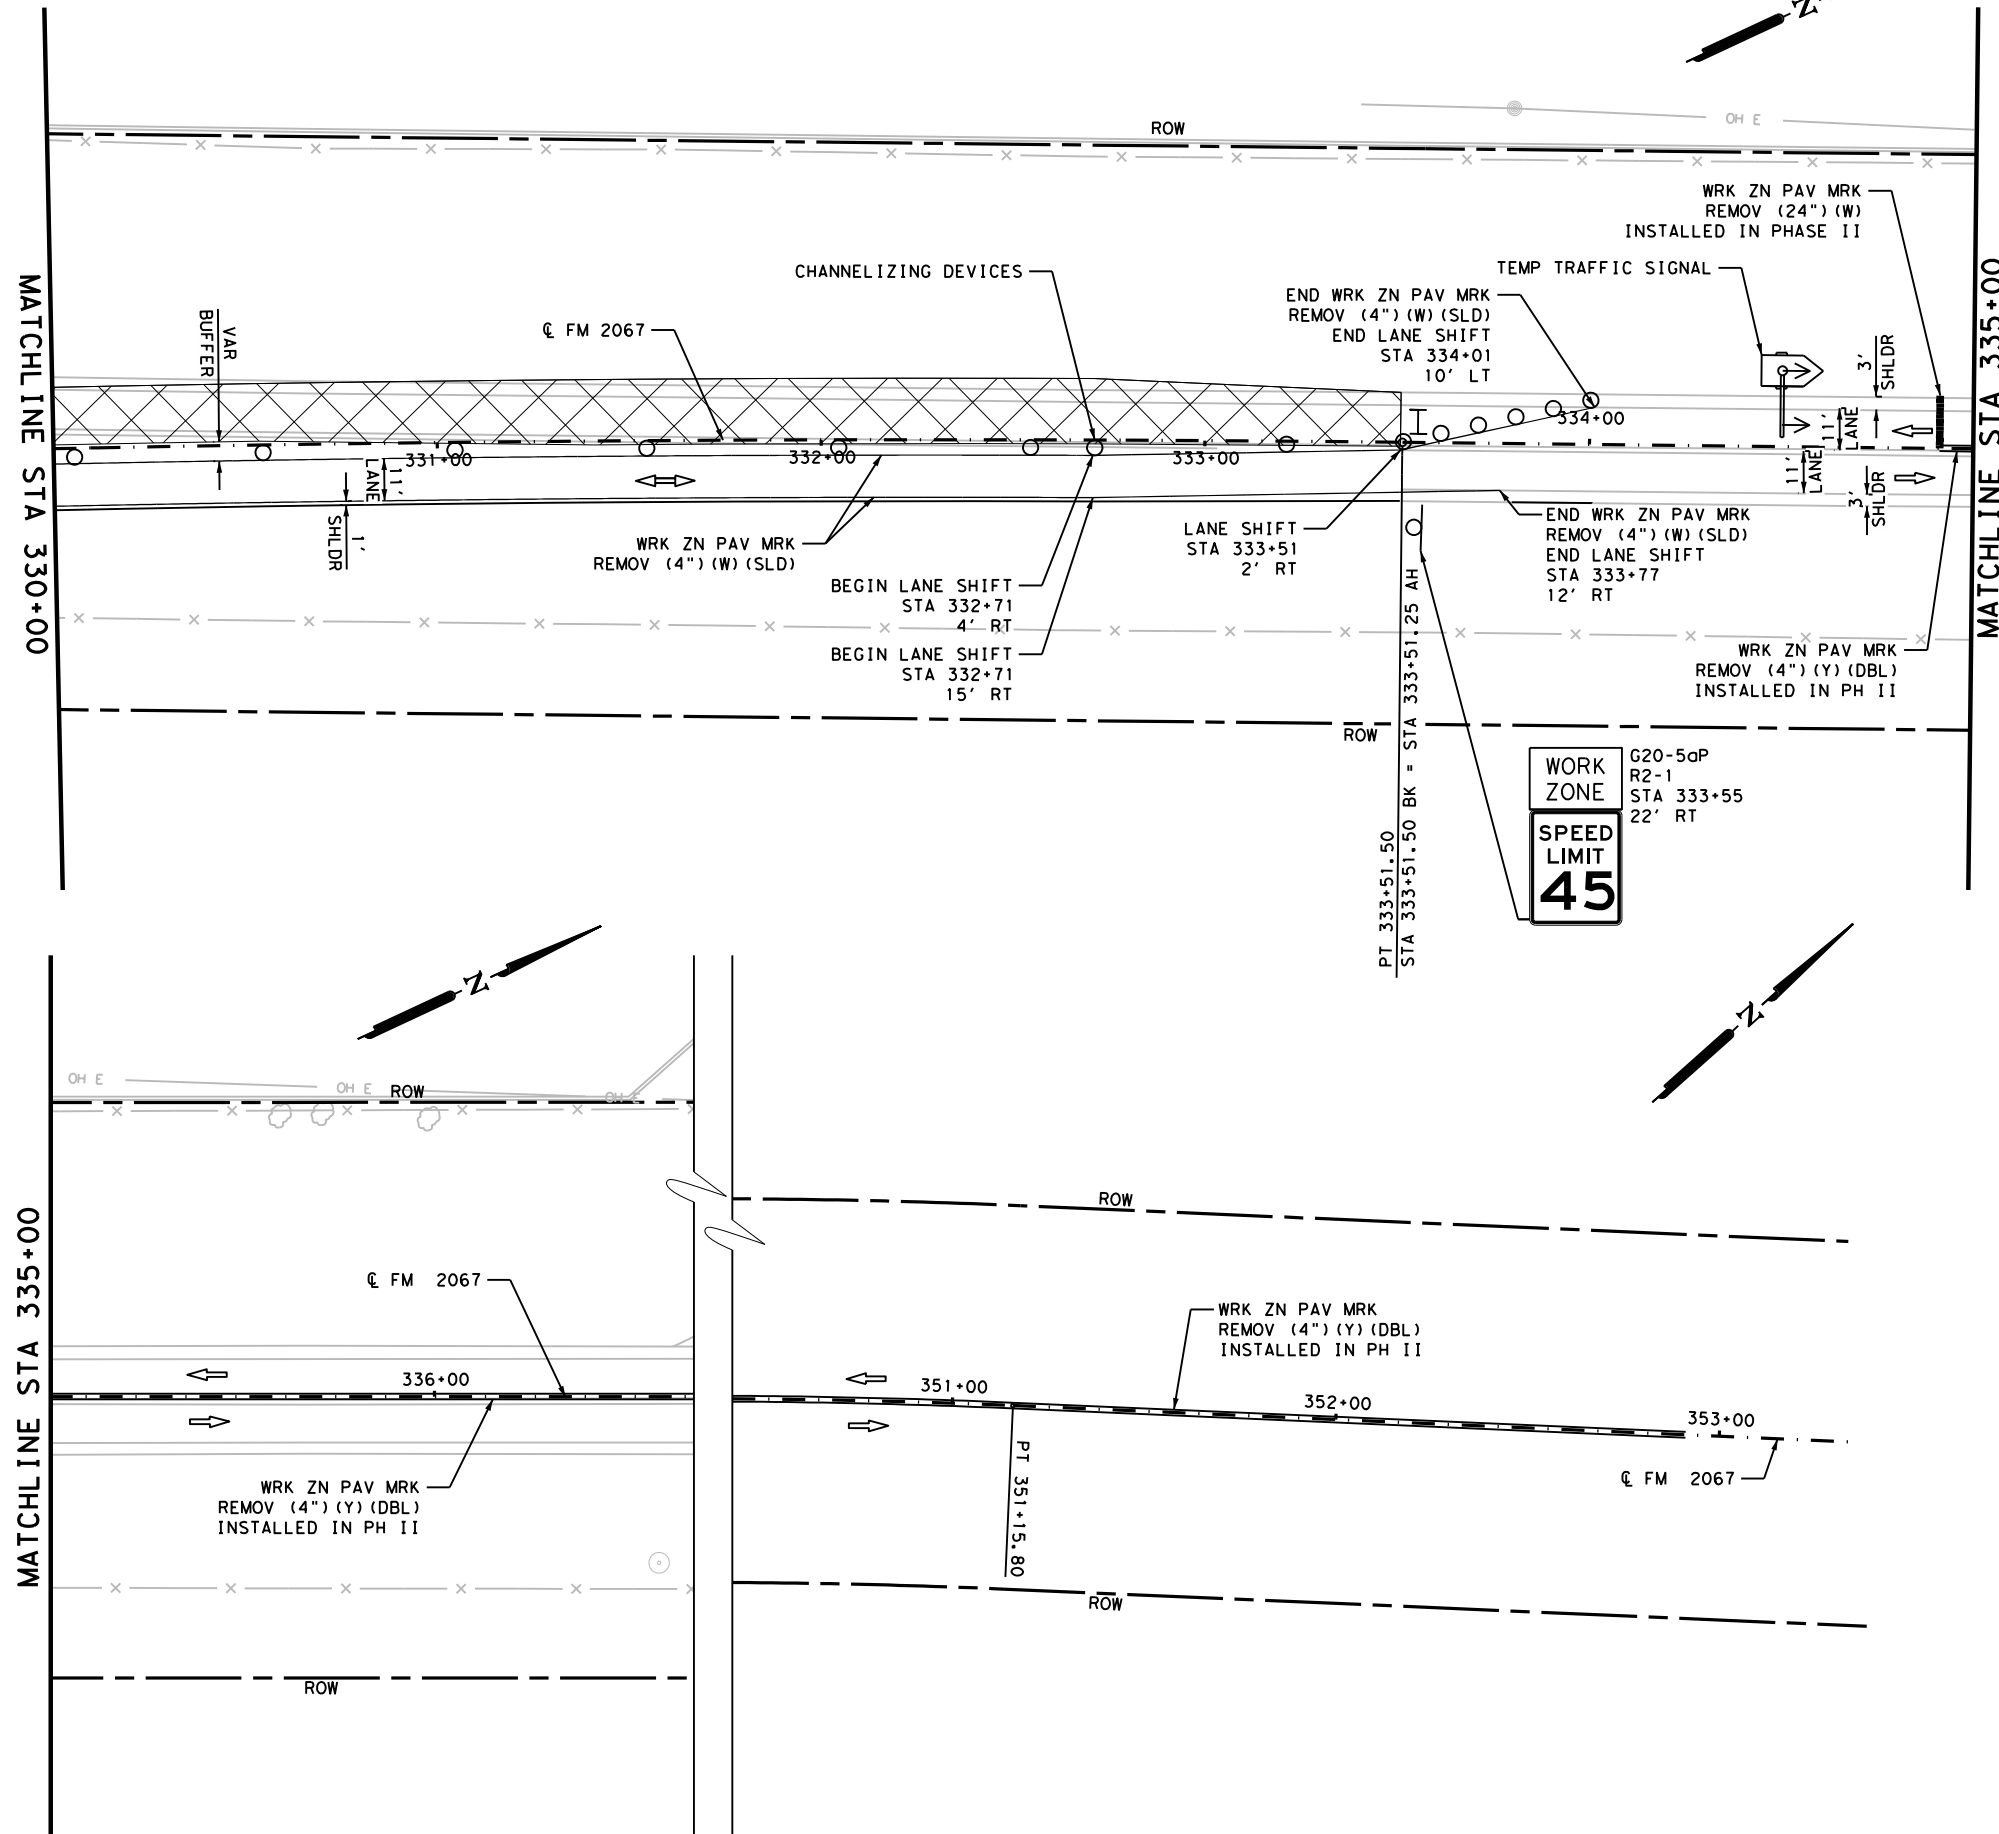 N
OH E
ROW
WRK ZN PAV MRK
REMOV (24")(W)
INSTALLED IN PHASE II
TEMP TRAFFIC SIGNAL
CHANNELIZING DEVICES
END WRK ZN PAV MRK
REMOV (4")(W)(SLD)
END LANE SHIFT
STA 334+01
10' LT
℄ FM 2067
VAR
BUFFER
MATCHLINE STA 330+00
MATCHLINE STA 335+00
3'
SHLDR
11'
LANE
11'
LANE
3'
SHLDR
331+00
332+00
333+00
334+00
11'
LANE
1'
SHLDR
WRK ZN PAV MRK
REMOV (4")(W)(SLD)
BEGIN LANE SHIFT
STA 332+71
4' RT
BEGIN LANE SHIFT
STA 332+71
15' RT
LANE SHIFT
STA 333+51
2' RT
END WRK ZN PAV MRK
REMOV (4")(W)(SLD)
END LANE SHIFT
STA 333+77
12' RT
WRK ZN PAV MRK
REMOV (4")(Y)(DBL)
INSTALLED IN PH II
ROW
PT 333+51.50
STA 333+51.50 BK = STA 333+51.25 AH
WORK
ZONE
SPEED
LIMIT
45
G20-5aP
R2-1
STA 333+55
22' RT
N
N
OH E
OH E
OH E
ROW
ROW
MATCHLINE STA 335+00
℄ FM 2067
336+00
WRK ZN PAV MRK
REMOV (4")(Y)(DBL)
INSTALLED IN PH II
ROW
WRK ZN PAV MRK
REMOV (4")(Y)(DBL)
INSTALLED IN PH II
351+00
352+00
353+00
PT 351+15.80
℄ FM 2067
ROW